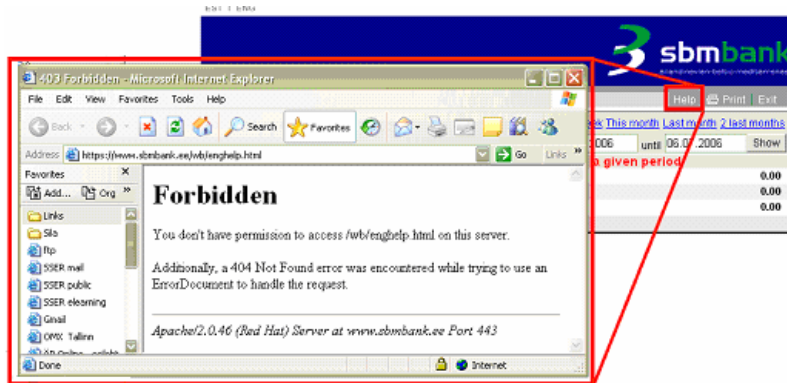 EST | ENG
sbmbank
403 Forbidden - Microsoft Internet Explorer
File Edit View Favorites Tools Help
Back Search Favorites
Address https://www.sbmbank.ee/wb/enghelp.html Go Links »
Favorites ×
Add... Org »
Links
Sila
ftp
SSER mail
SSER public
SSER elearning
Gmail
OMX Tallinn
Forbidden
You don't have permission to access /wb/enghelp.html on this server.
Additionally, a 404 Not Found error was encountered while trying to use an
ErrorDocument to handle the request.
Apache/2.0.46 (Red Hat) Server at www.sbmbank.ee Port 443
Done Internet
Help Print Exit
This month Last month 2 last months
2006 until 2006 Show
a given period
0.00
0.00
0.00